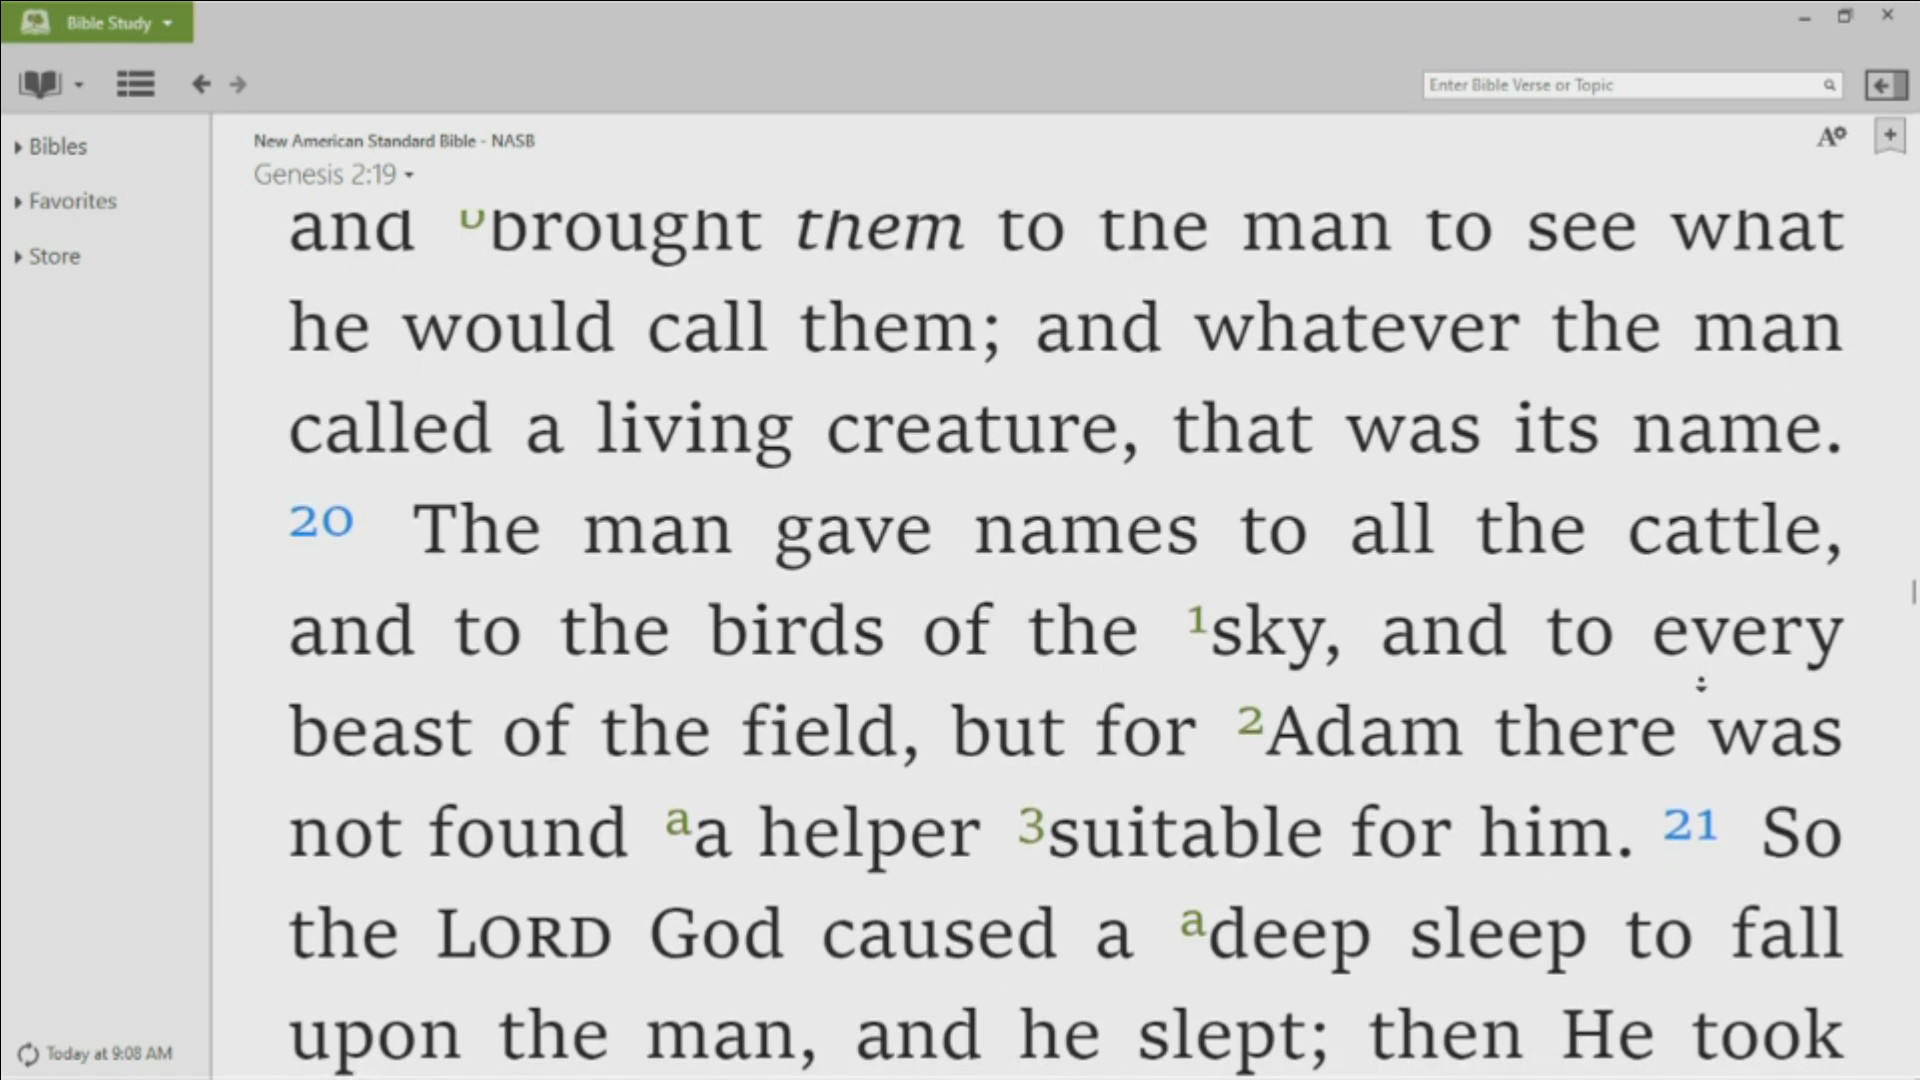 Bible Study
Enter Bible Verse or Topic
Bibles
Favorites
Store
Today at 9:08 AM
New American Standard Bible - NASB
Genesis 2:19
A
and ᵇbrought them to the man to see what
he would call them; and whatever the man
called a living creature, that was its name.
20 The man gave names to all the cattle,
and to the birds of the ¹sky, and to every
beast of the field, but for ²Adam there was
not found ᵃa helper ³suitable for him. 21 So
the LORD God caused a ᵃdeep sleep to fall
upon the man, and he slept; then He took